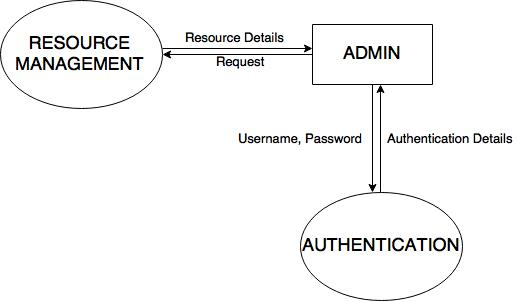 RESOURCE
MANAGEMENT
Resource Details
Request
ADMIN
Username, Password
Authentication Details
AUTHENTICATION